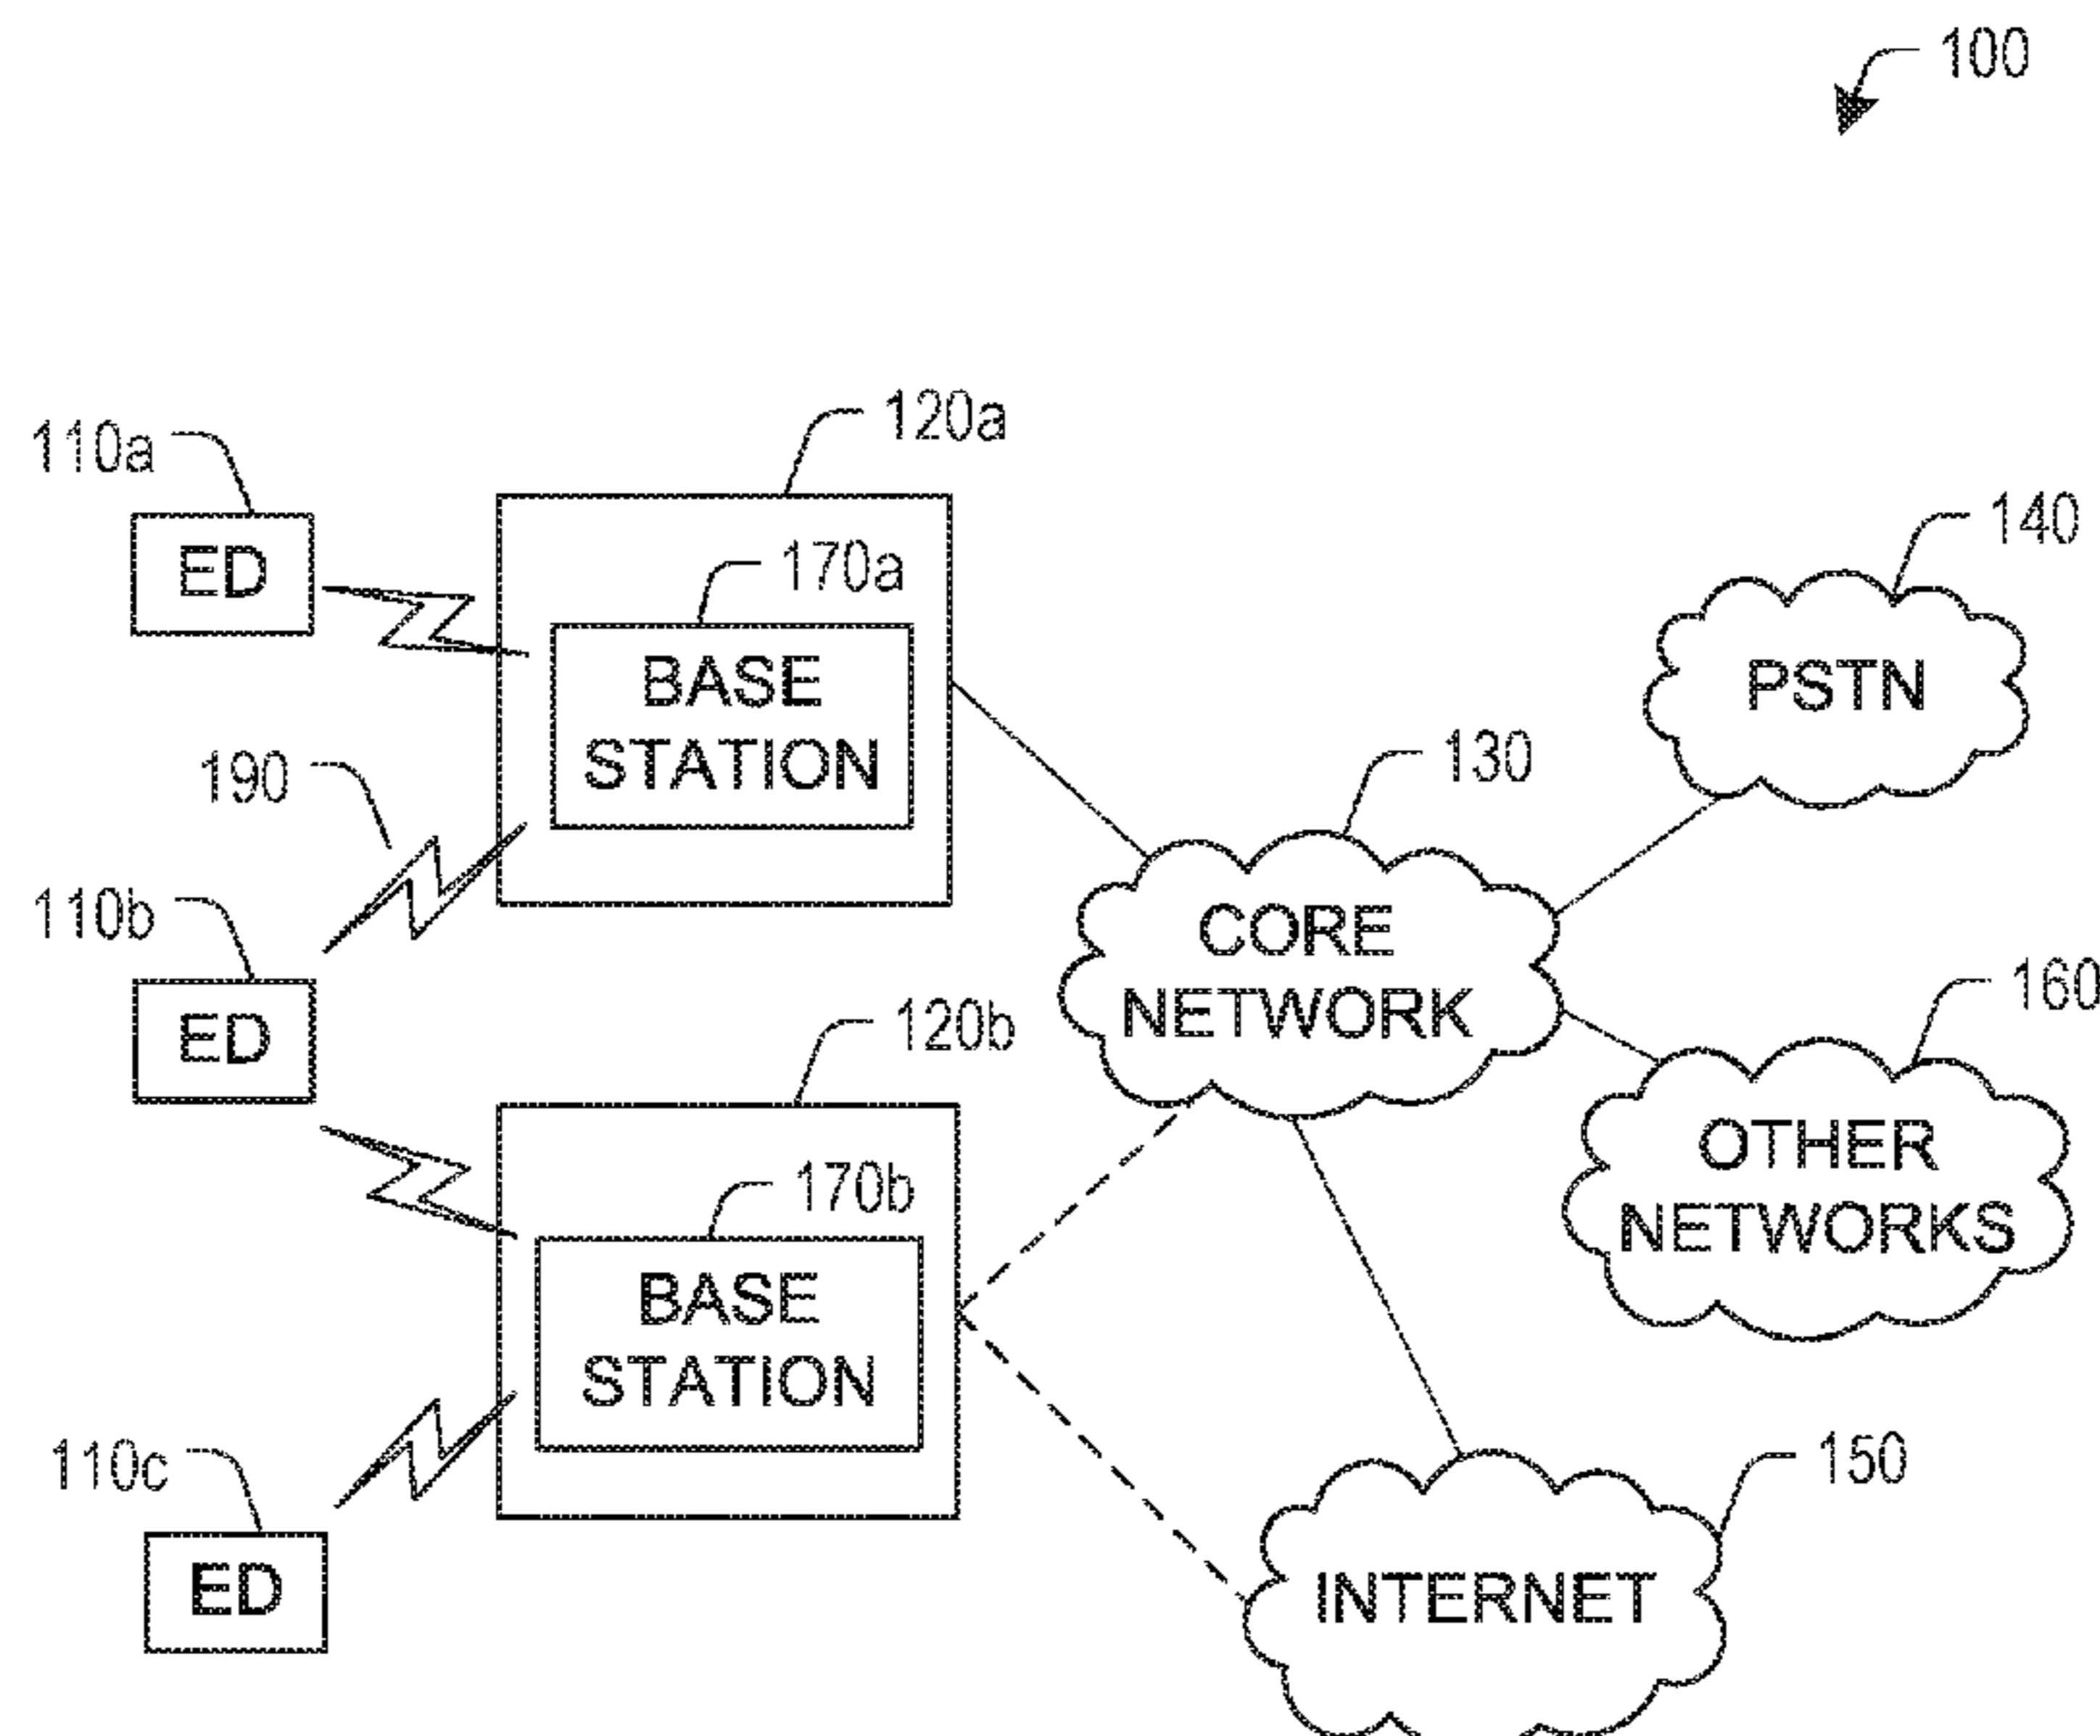 100
120a
110a
ED
170a
140
BASE
STATION
PSTN
190
130
110b
CORE
NETWORK
160
ED
120b
OTHER
NETWORKS
170b
BASE
STATION
110c
150
ED
INTERNET